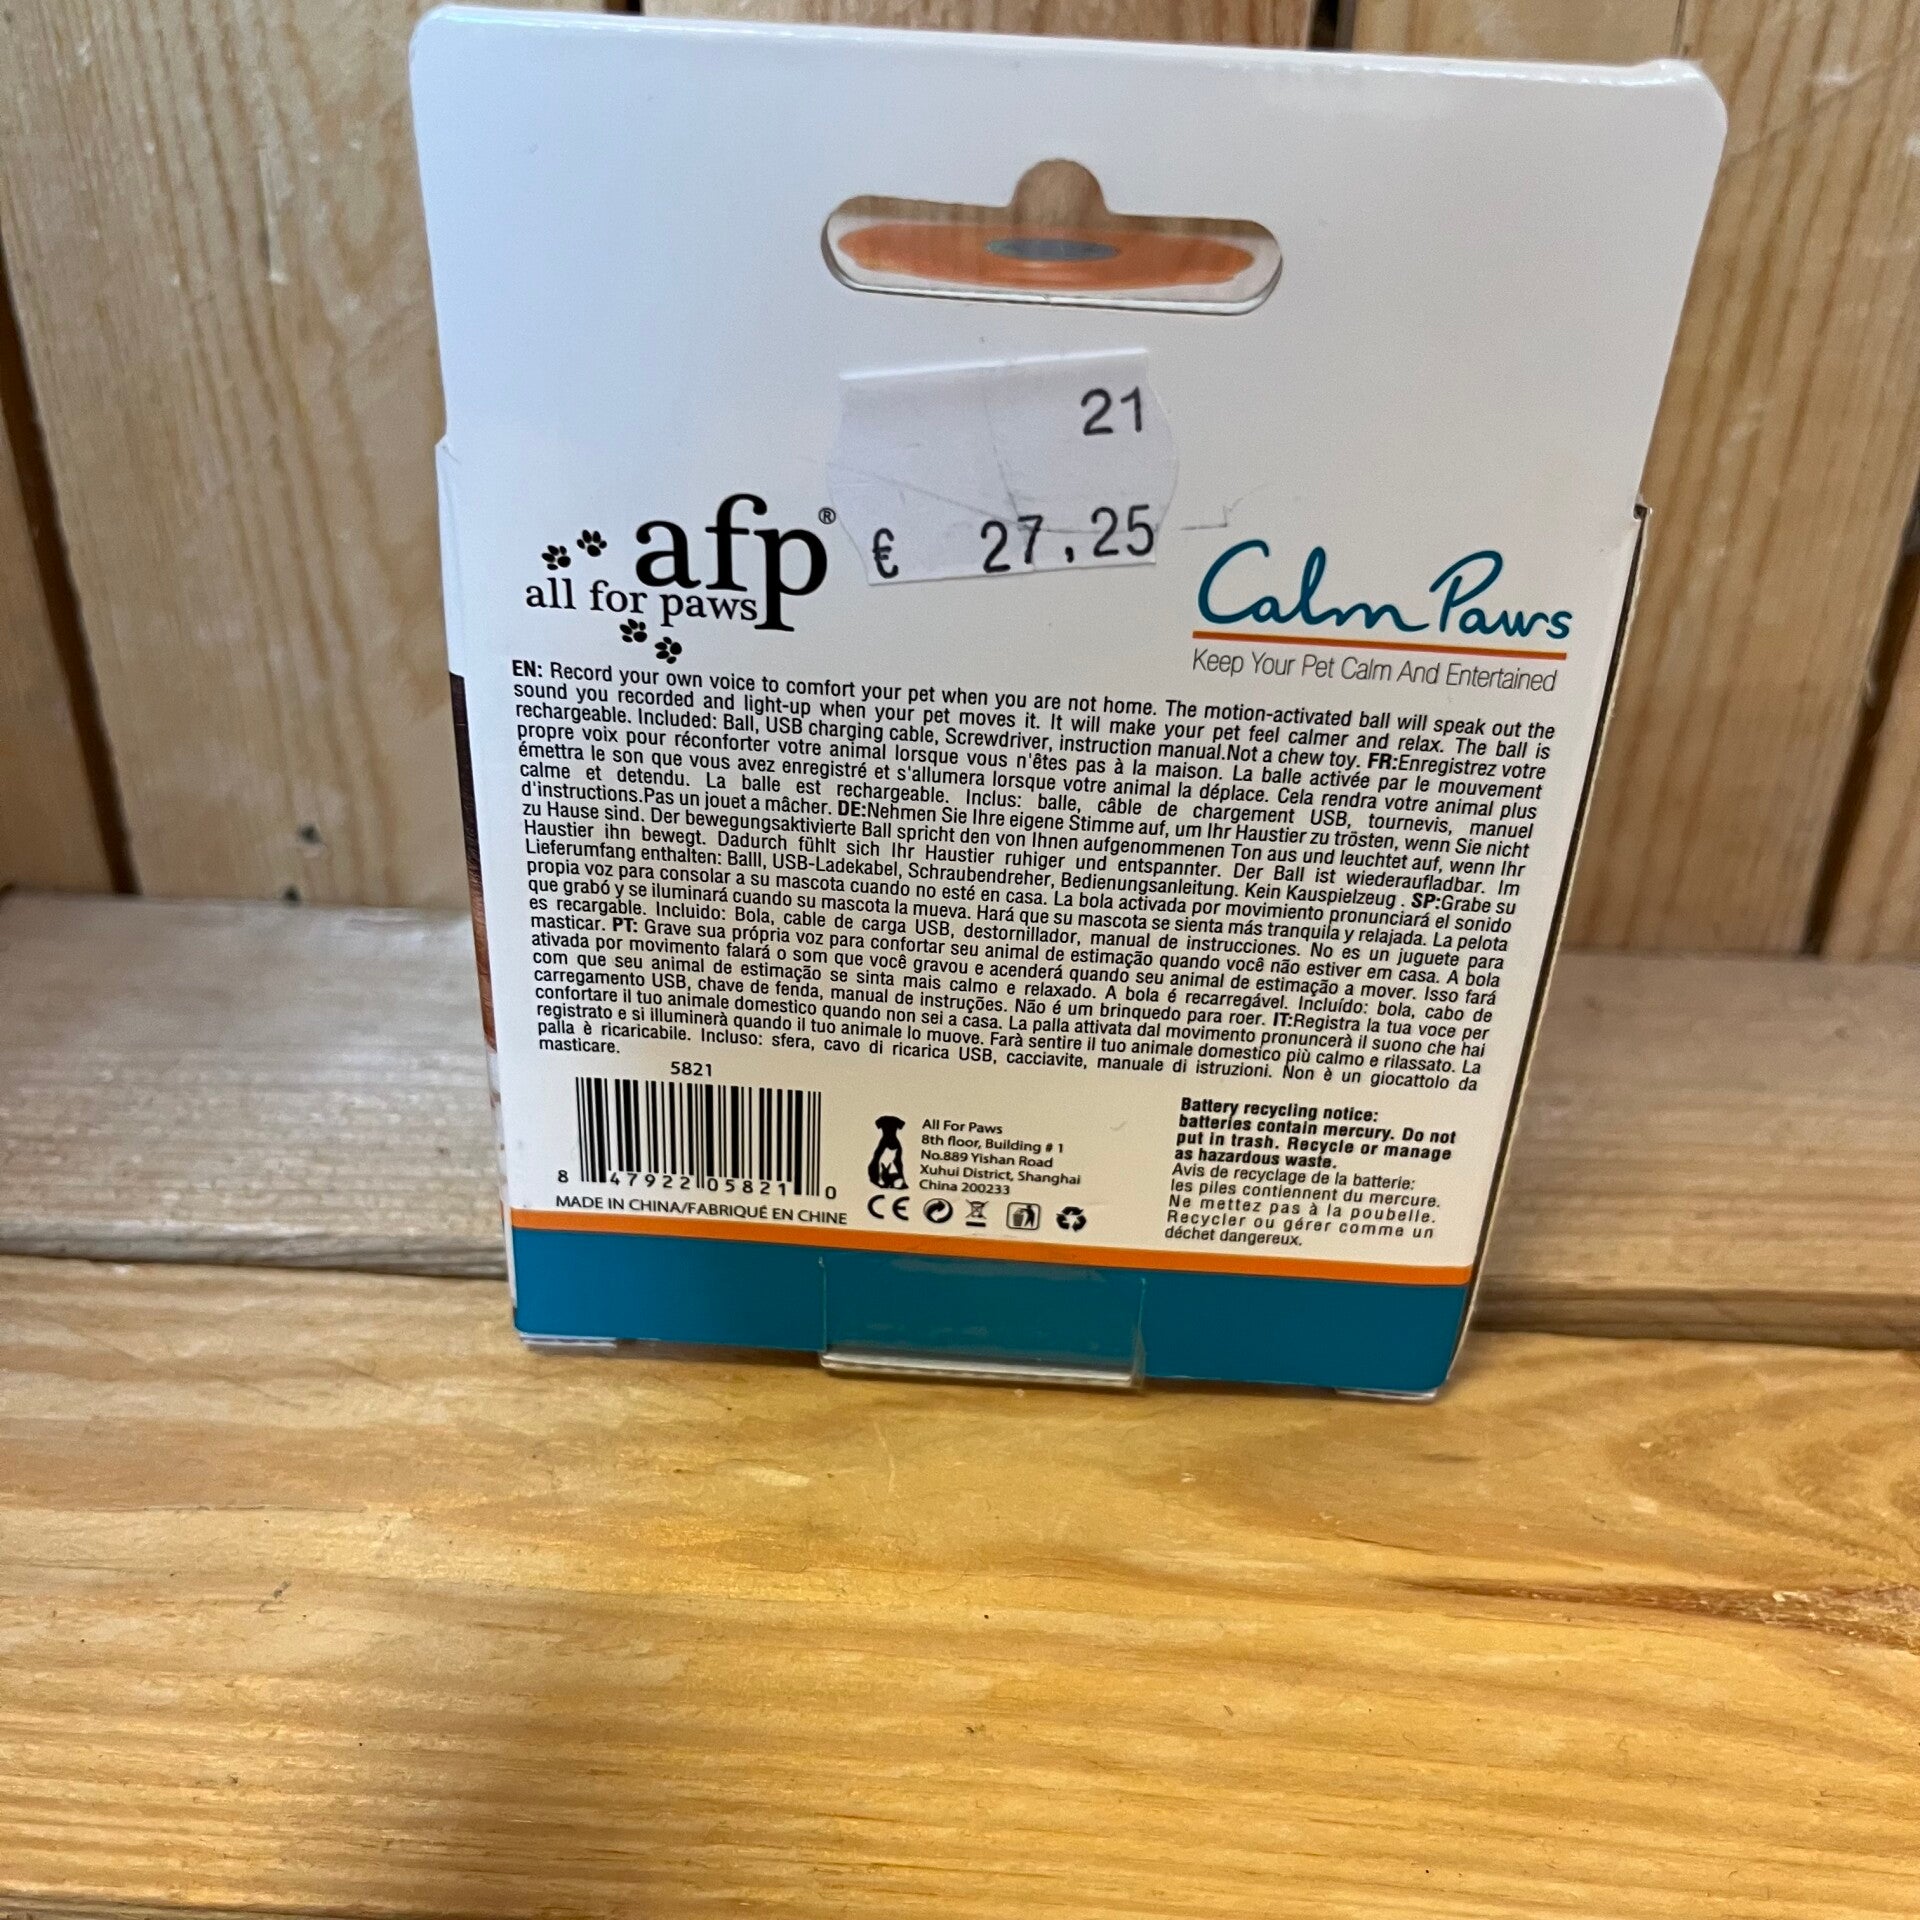 21
€ 27,25
afp®
all for paws
Calm Paws
Keep Your Pet Calm And Entertained
EN: Record your own voice to comfort your pet when you are not home. The motion-activated ball will speak out the
sound you recorded and light-up when your pet moves it. It will make your pet feel calmer and relax. The ball is
rechargeable. Included: Ball, USB charging cable, Screwdriver, instruction manual.Not a chew toy. FR:Enregistrez votre
propre voix pour réconforter votre animal lorsque vous n'êtes pas à la maison. La balle activée par le mouvement
émettra le son que vous avez enregistré et s'allumera lorsque votre animal la déplace. Cela rendra votre animal plus
calme et detendu. La balle est rechargeable. Inclus: balle, câble de chargement USB, tournevis, manuel
d'instructions.Pas un jouet a mâcher. DE:Nehmen Sie Ihre eigene Stimme auf, um Ihr Haustier zu trösten, wenn Sie nicht
zu Hause sind. Der bewegungsaktivierte Ball spricht den von Ihnen aufgenommenen Ton aus und leuchtet auf, wenn Ihr
Haustier ihn bewegt. Dadurch fühlt sich Ihr Haustier ruhiger und entspannter. Der Ball ist wiederaufladbar. Im
Lieferumfang enthalten: Balll, USB-Ladekabel, Schraubendreher, Bedienungsanleitung. Kein Kauspielzeug . SP:Grabe su
propia voz para consolar a su mascota cuando no esté en casa. La bola activada por movimiento pronunciará el sonido
que grabó y se iluminará cuando su mascota la mueva. Hará que su mascota se sienta más tranquila y relajada. La pelota
es recargable. Incluido: Bola, cable de carga USB, destornillador, manual de instrucciones. No es un juguete para
masticar. PT: Grave sua própria voz para confortar seu animal de estimação quando você não estiver em casa. A bola
ativada por movimento falará o som que você gravou e acenderá quando seu animal de estimação a mover. Isso fará
com que seu animal de estimação se sinta mais calmo e relaxado. A bola é recarregável. Incluído: bola, cabo de
carregamento USB, chave de fenda, manual de instruções. Não é um brinquedo para roer. IT:Registra la tua voce per
confortare il tuo animale domestico quando non sei a casa. La palla attivata dal movimento pronuncerà il suono che hai
registrato e si illuminerà quando il tuo animale lo muove. Farà sentire il tuo animale domestico più calmo e rilassato. La
palla è ricaricabile. Incluso: sfera, cavo di ricarica USB, cacciavite, manuale di istruzioni. Non è un giocattolo da
masticare.
5821
8 47922 05821 0
MADE IN CHINA/FABRIQUÉ EN CHINE
All For Paws
8th floor, Building # 1
No.889 Yishan Road
Xuhui District, Shanghai
China 200233
CE
Battery recycling notice:
batteries contain mercury. Do not
put in trash. Recycle or manage
as hazardous waste.
Avis de recyclage de la batterie:
les piles contiennent du mercure.
Ne mettez pas à la poubelle.
Recycler ou gérer comme un
déchet dangereux.